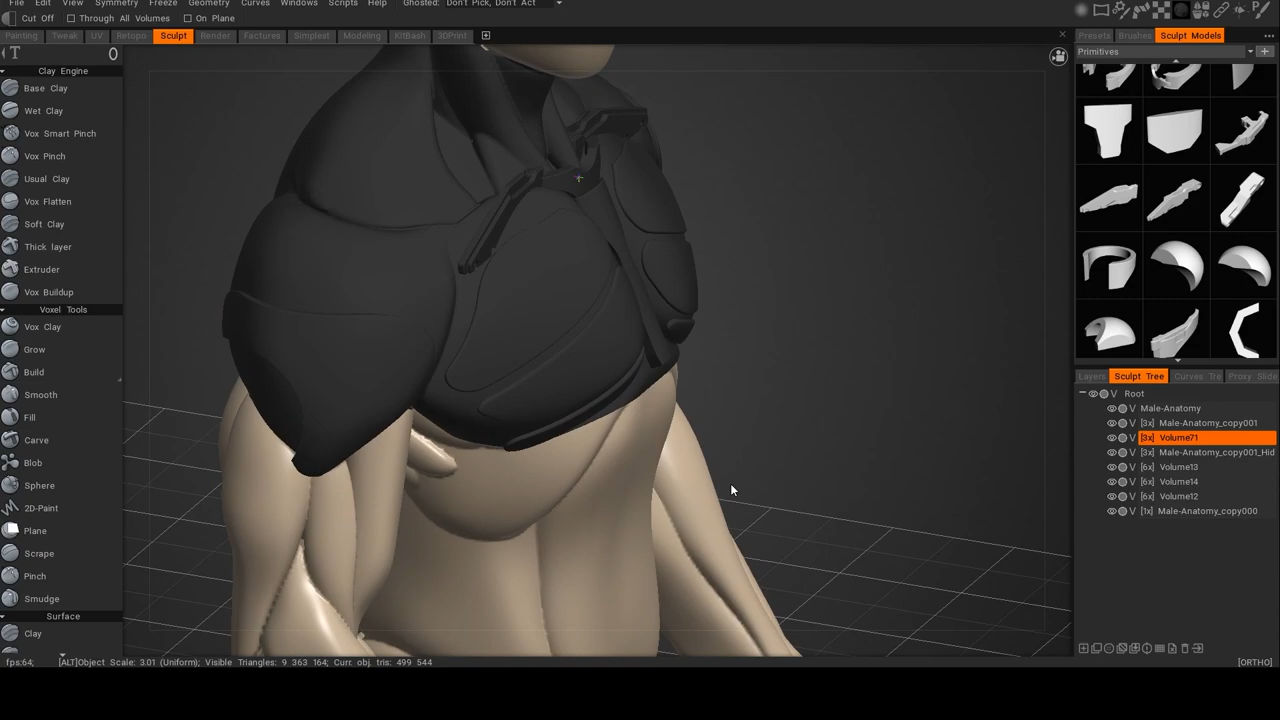 File Edit View Symmetry Freeze Geometry Curves Windows Scripts Help Ghosted: Don't Pick, Don't Act
Cut Off Through All Volumes On Plane
Painting Tweak UV Retopo Sculpt Render Factures Simpleat Modeling KitBash 3DPrint
Presets Brushes Sculpt Models
Primitives
Clay Engine
Base Clay
Wet Clay
Vox Smart Pinch
Vox Pinch
Usual Clay
Vox Flatten
Soft Clay
Thick layer
Extruder
Vox Buildup
Voxel Tools
Vox Clay
Grow
Build
Smooth
Fill
Carve
Blob
Sphere
2D-Paint
Plane
Scrape
Pinch
Smudge
Surface
Clay
Layers Sculpt Tree Curves Tre Proxy Slide
Root
V Male-Anatomy
V [3x] Male-Anatomy_copy001
V [3x] Volume71
V [3x] Male-Anatomy_copy001_Hid
V [6x] Volume13
V [6x] Volume14
V [6x] Volume12
V [1x] Male-Anatomy_copy000
fps:64; [ALT]Object Scale: 3.01 (Uniform); Visible Triangles: 9 363 164; Curr. obj. tris: 499 544 [ORTHO]